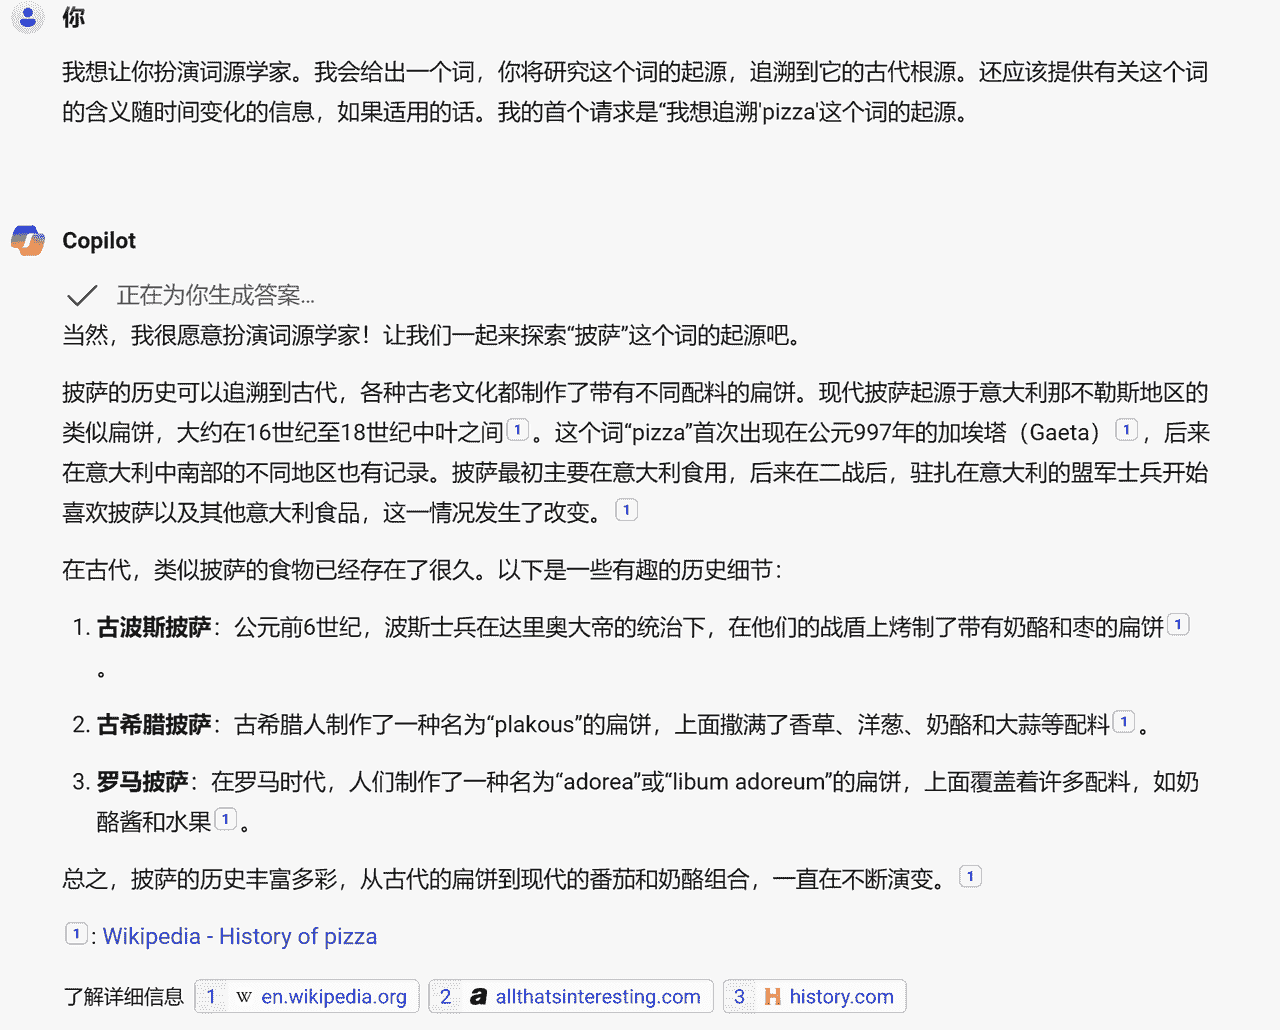 你
我想让你扮演词源学家。我会给出一个词，你将研究这个词的起源，追溯到它的古代根源。还应该提供有关这个词
的含义随时间变化的信息，如果适用的话。我的首个请求是“我想追溯'pizza'这个词的起源。
Copilot
正在为你生成答案...
当然，我很愿意扮演词源学家！让我们一起来探索“披萨”这个词的起源吧。
披萨的历史可以追溯到古代，各种古老文化都制作了带有不同配料的扁饼。现代披萨起源于意大利那不勒斯地区的
类似扁饼，大约在16世纪至18世纪中叶之间 1 。这个词“pizza”首次出现在公元997年的加埃塔（Gaeta） 1 ，后来
在意大利中南部的不同地区也有记录。披萨最初主要在意大利食用，后来在二战后，驻扎在意大利的盟军士兵开始
喜欢披萨以及其他意大利食品，这一情况发生了改变。 1
在古代，类似披萨的食物已经存在了很久。以下是一些有趣的历史细节：
1. 古波斯披萨：公元前6世纪，波斯士兵在达里奥大帝的统治下，在他们的战盾上烤制了带有奶酪和枣的扁饼 1
。
2. 古希腊披萨：古希腊人制作了一种名为“plakous”的扁饼，上面撒满了香草、洋葱、奶酪和大蒜等配料 1 。
3. 罗马披萨：在罗马时代，人们制作了一种名为“adorea”或“libum adoreum”的扁饼，上面覆盖着许多配料，如奶
酪酱和水果 1 。
总之，披萨的历史丰富多彩，从古代的扁饼到现代的番茄和奶酪组合，一直在不断演变。 1
1 : Wikipedia - History of pizza
了解详细信息 1 W en.wikipedia.org 2 a allthatsinteresting.com 3 H history.com